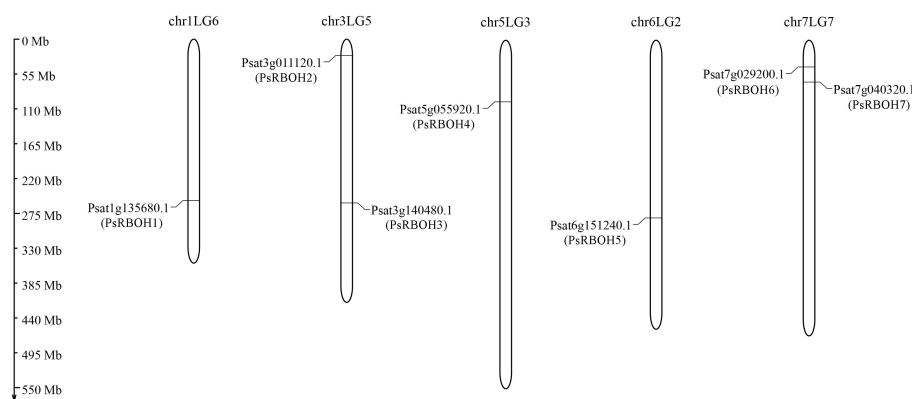 chr1LG6
chr3LG5
chr5LG3
chr6LG2
chr7LG7
0 Mb
55 Mb
110 Mb
165 Mb
220 Mb
275 Mb
330 Mb
385 Mb
440 Mb
495 Mb
550 Mb
Psat1g135680.1
(PsRBOH1)
Psat3g011120.1
(PsRBOH2)
Psat3g140480.1
(PsRBOH3)
Psat5g055920.1
(PsRBOH4)
Psat6g151240.1
(PsRBOH5)
Psat7g029200.1
(PsRBOH6)
Psat7g040320.1
(PsRBOH7)